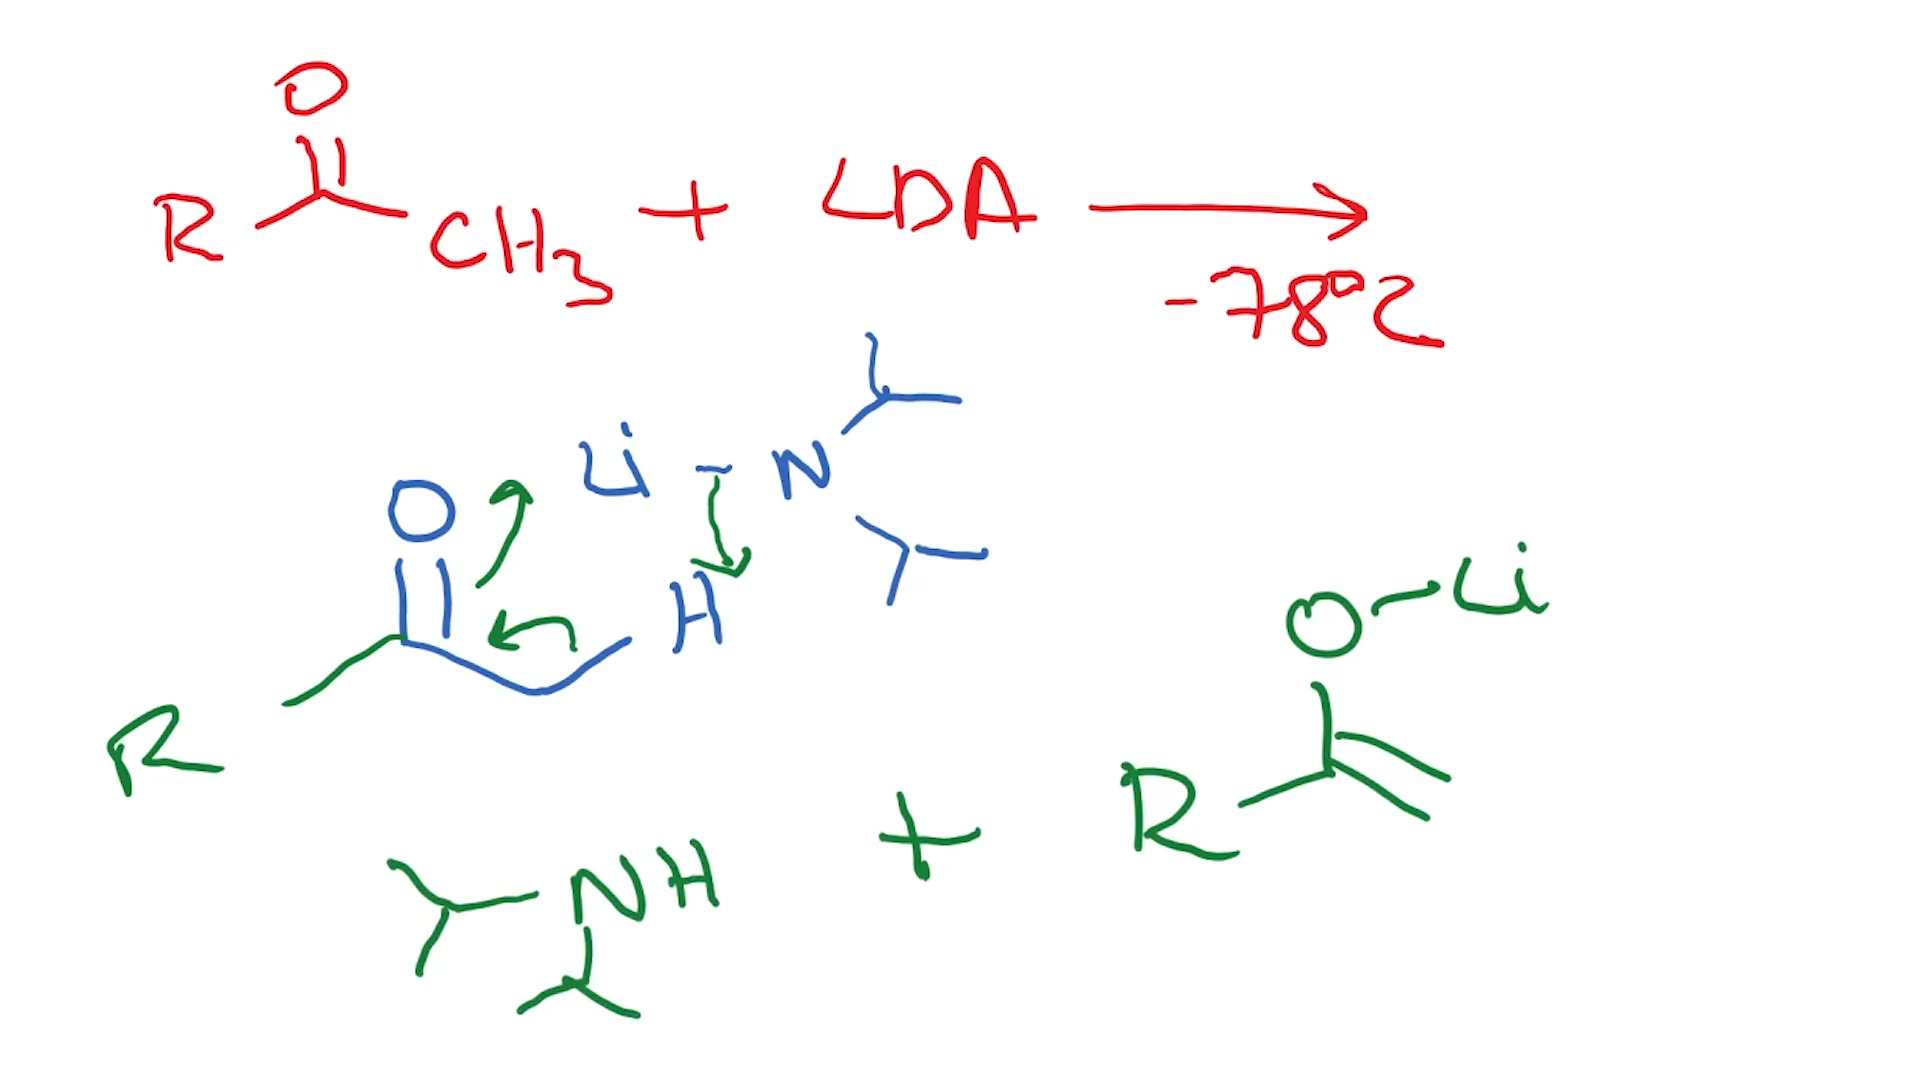 O
R CH3 + LDA
-78°C
Li - N
O
H
R
O Li
R
NH +